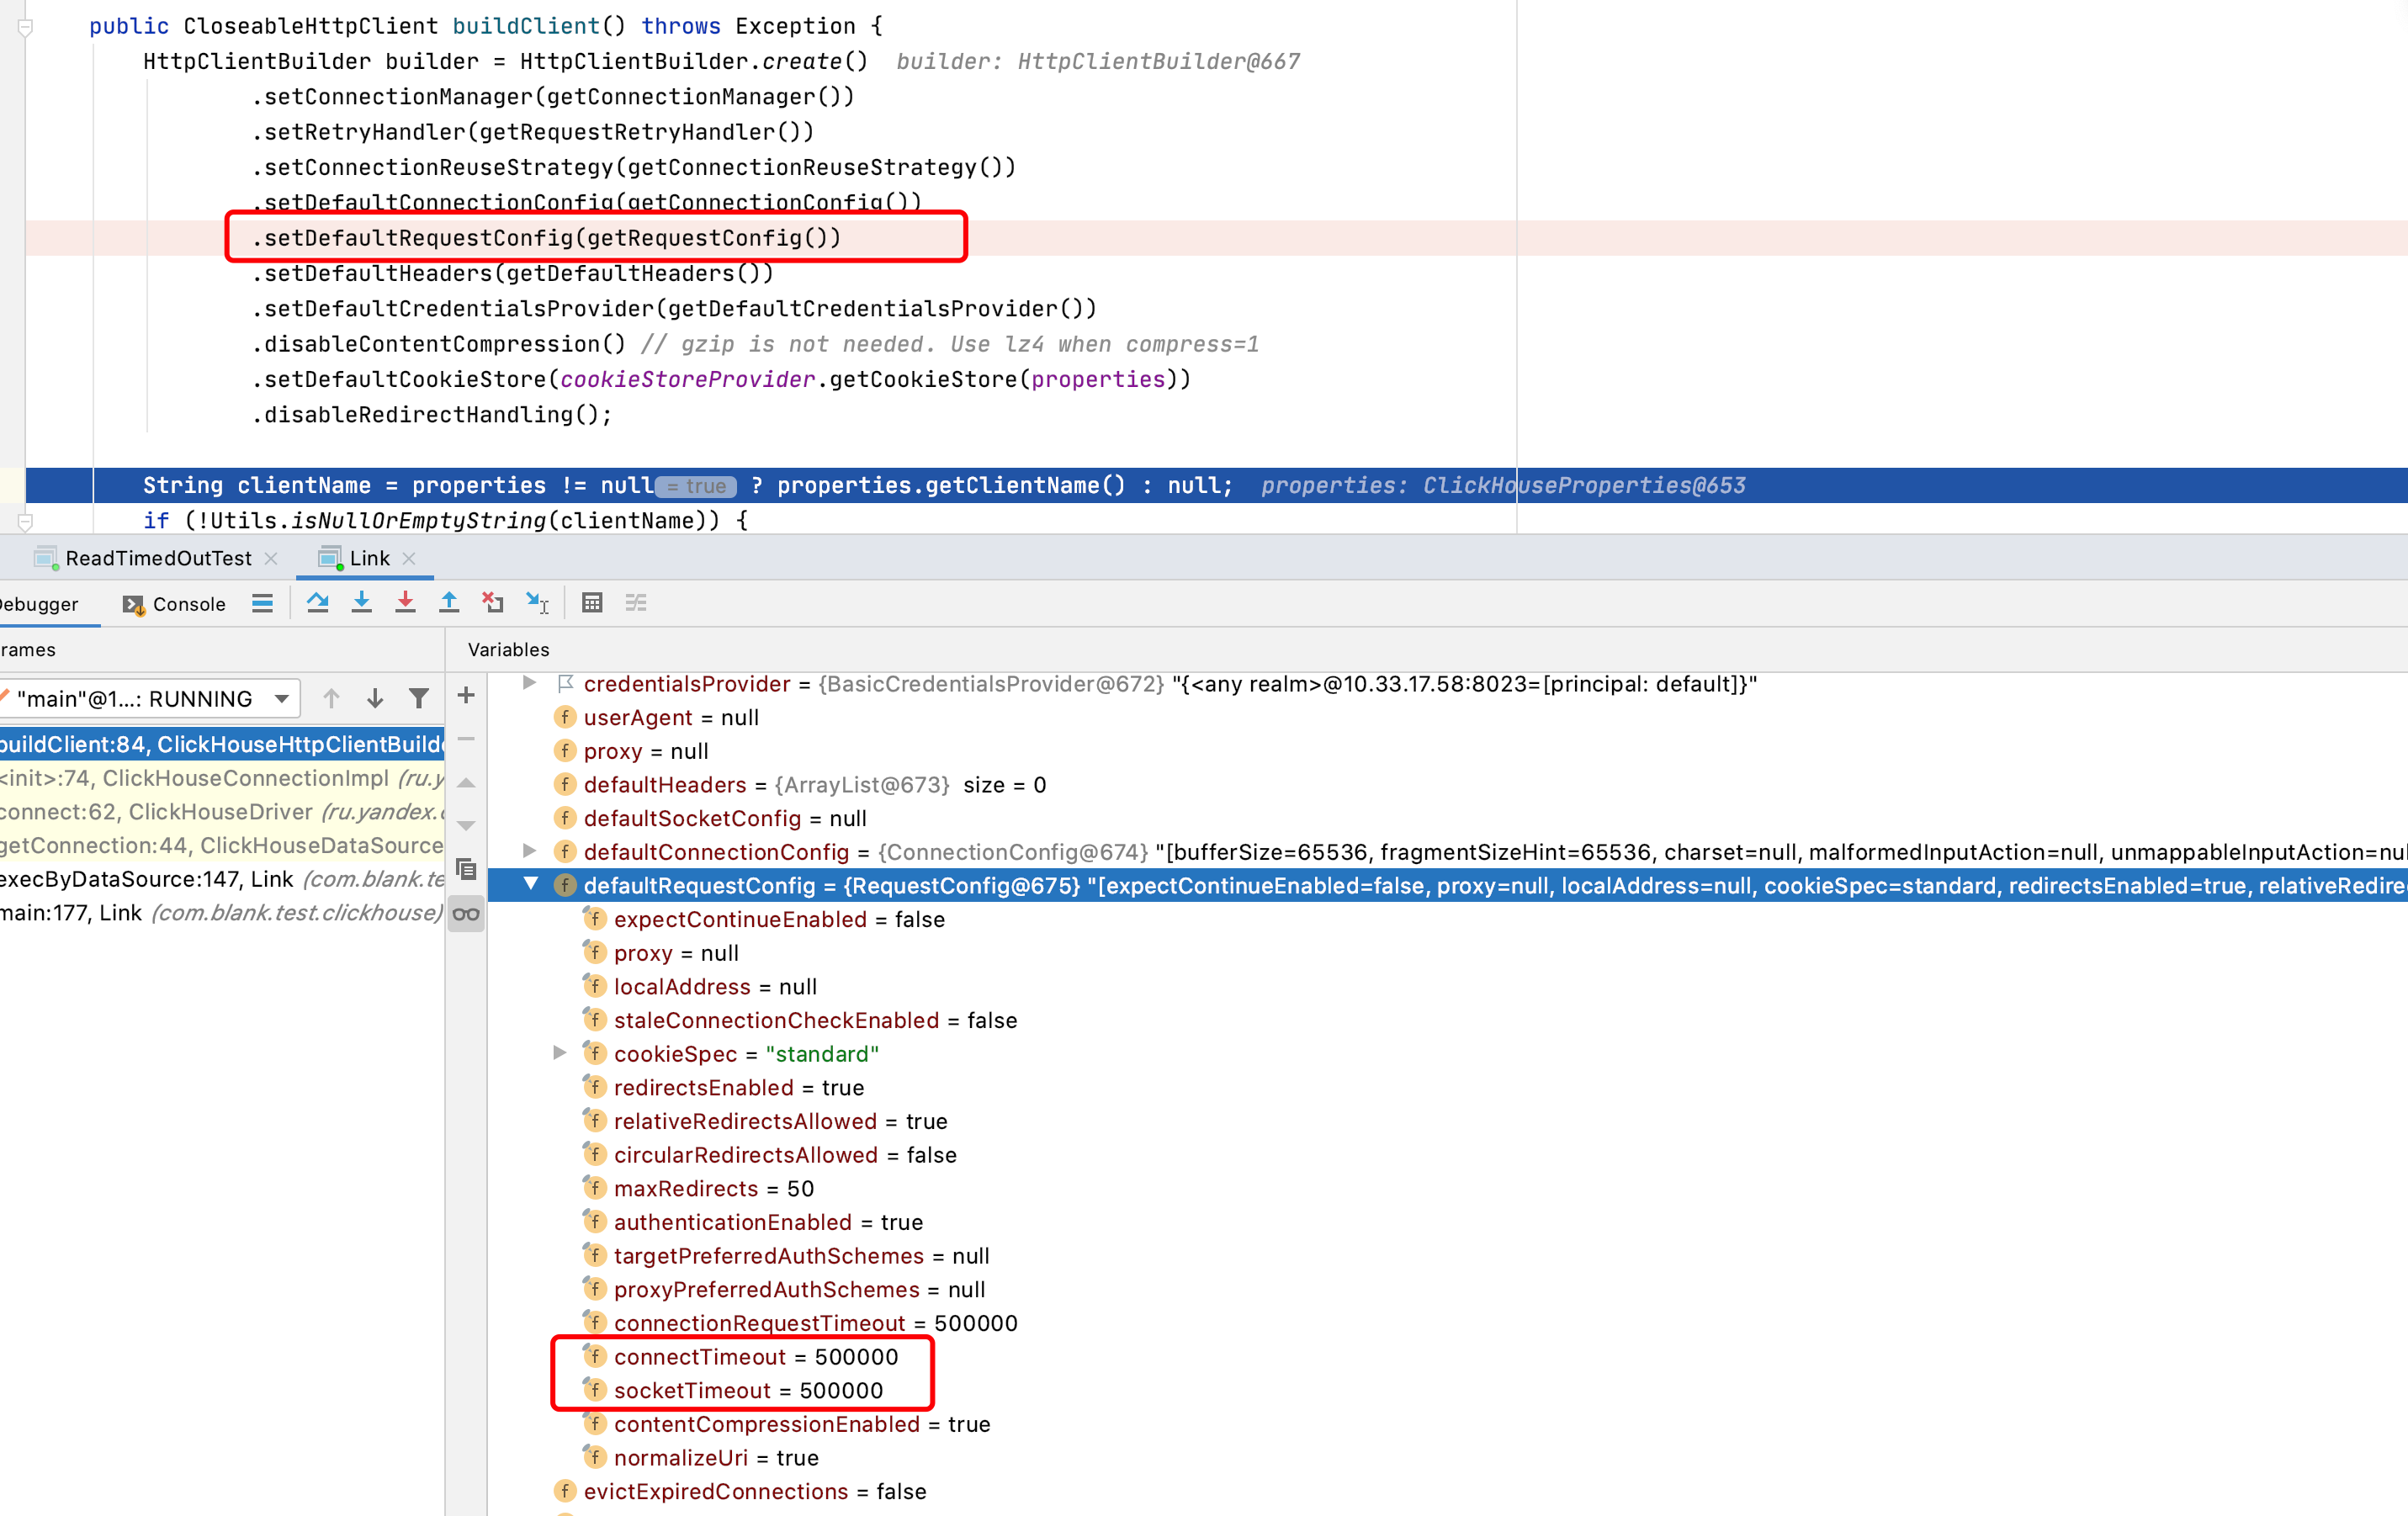 public CloseableHttpClient buildClient() throws Exception {
HttpClientBuilder builder = HttpClientBuilder.create()  builder: HttpClientBuilder@667
.setConnectionManager(getConnectionManager())
.setRetryHandler(getRequestRetryHandler())
.setConnectionReuseStrategy(getConnectionReuseStrategy())
.setDefaultConnectionConfig(getConnectionConfig())
.setDefaultRequestConfig(getRequestConfig())
.setDefaultHeaders(getDefaultHeaders())
.setDefaultCredentialsProvider(getDefaultCredentialsProvider())
.disableContentCompression() // gzip is not needed. Use lz4 when compress=1
.setDefaultCookieStore(cookieStoreProvider.getCookieStore(properties))
.disableRedirectHandling();
String clientName = properties != null = true ? properties.getClientName() : null;  properties: ClickHouseProperties@653
if (!Utils.isNullOrEmptyString(clientName)) {
ReadTimedOutTest Link
Debugger Console
rames
Variables
"main"@1...: RUNNING
buildClient:84, ClickHouseHttpClientBuilde
<init>:74, ClickHouseConnectionImpl (ru.y
connect:62, ClickHouseDriver (ru.yandex.c
getConnection:44, ClickHouseDataSource
execByDataSource:147, Link (com.blank.te
main:177, Link (com.blank.test.clickhouse)
credentialsProvider = {BasicCredentialsProvider@672} "{<any realm>@10.33.17.58:8023=[principal: default]}"
userAgent = null
proxy = null
defaultHeaders = {ArrayList@673} size = 0
defaultSocketConfig = null
defaultConnectionConfig = {ConnectionConfig@674} "[bufferSize=65536, fragmentSizeHint=65536, charset=null, malformedInputAction=null, unmappableInputAction=nul
defaultRequestConfig = {RequestConfig@675} "[expectContinueEnabled=false, proxy=null, localAddress=null, cookieSpec=standard, redirectsEnabled=true, relativeRedire
expectContinueEnabled = false
proxy = null
localAddress = null
staleConnectionCheckEnabled = false
cookieSpec = "standard"
redirectsEnabled = true
relativeRedirectsAllowed = true
circularRedirectsAllowed = false
maxRedirects = 50
authenticationEnabled = true
targetPreferredAuthSchemes = null
proxyPreferredAuthSchemes = null
connectionRequestTimeout = 500000
connectTimeout = 500000
socketTimeout = 500000
contentCompressionEnabled = true
normalizeUri = true
evictExpiredConnections = false